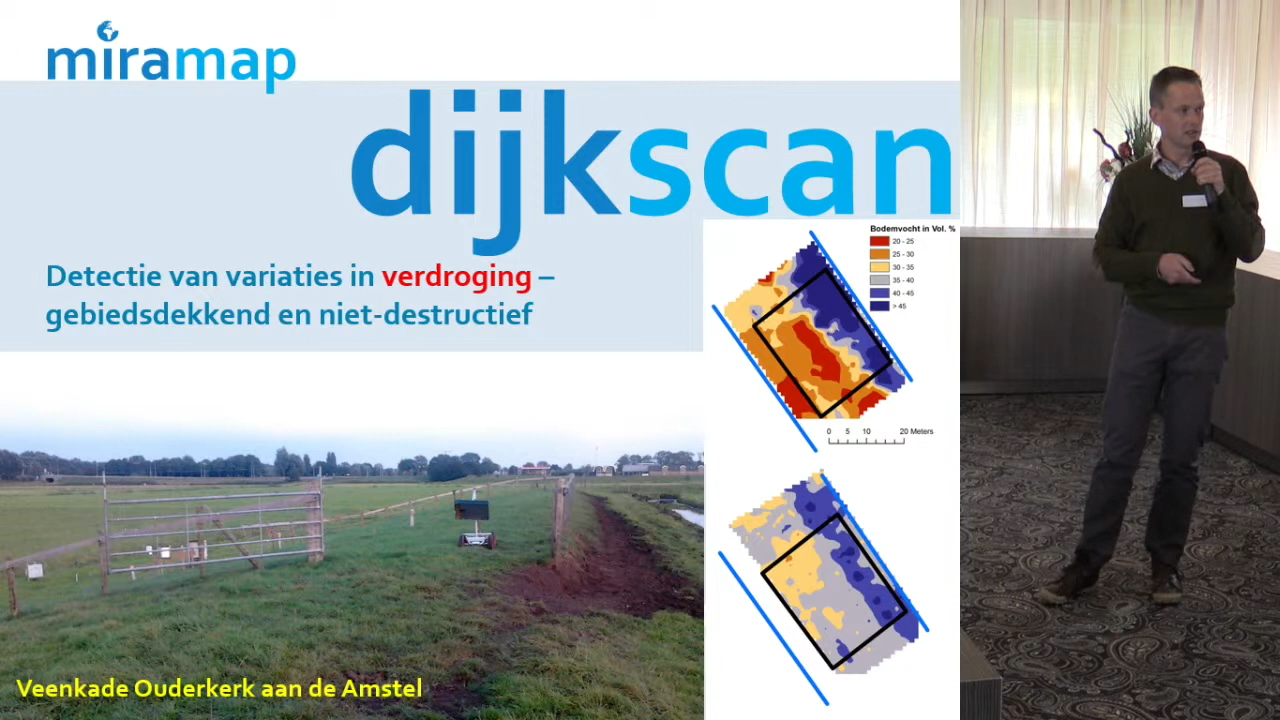 miramap
dijkscan
Detectie van variaties in verdroging –
gebiedsdekkend en niet-destructief
Bodemvocht in Vol. %
20 - 25
25 - 30
30 - 35
35 - 40
40 - 45
> 45
0 5 10 20 Meters
Veenkade Ouderkerk aan de Amstel